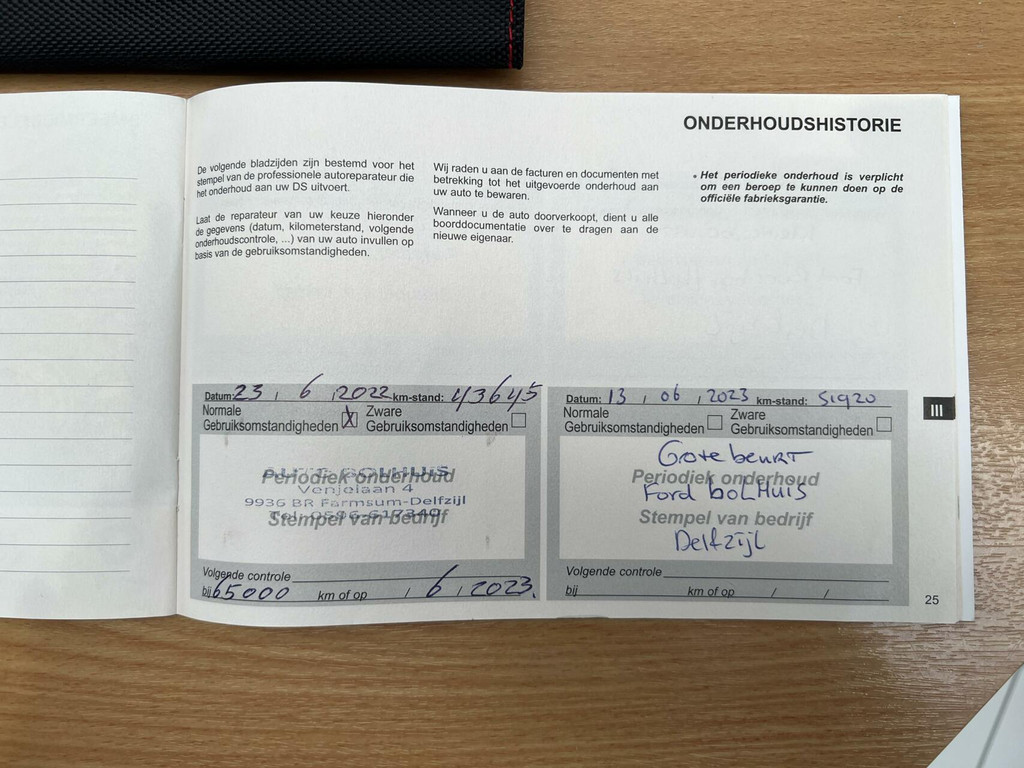 ONDERHOUDSHISTORIE
De volgende bladzijden zijn bestemd voor het
stempel van de professionele autoreparateur die
het onderhoud aan uw DS uitvoert.
Laat de reparateur van uw keuze hieronder
de gegevens (datum, kilometerstand, volgende
onderhoudscontrole, ...) van uw auto invullen op
basis van de gebruiksomstandigheden.
Wij raden u aan de facturen en documenten met
betrekking tot het uitgevoerde onderhoud aan
uw auto te bewaren.
Wanneer u de auto doorverkoopt, dient u alle
boorddocumentatie over te dragen aan de
nieuwe eigenaar.
• Het periodieke onderhoud is verplicht
om een beroep te kunnen doen op de
officiële fabrieksgarantie.
Datum: 23 / 6 / 2022 km-stand: 43645
Normale Gebruiksomstandigheden X Zware Gebruiksomstandigheden
AUTO BOLHUIS
Periodiek onderhoud
Venjelaan 4
9936 BR Farmsum-Delfzijl
Tel. 0596-617340
Stempel van bedrijf
Volgende controle
bij 65000 km of op / 6 / 2023.
Datum: 13 / 06 / 2023 km-stand: 51920
Normale Gebruiksomstandigheden Zware Gebruiksomstandigheden
Grote beurt
Periodiek onderhoud
Ford boLHuis
Stempel van bedrijf
Delfzijl
Volgende controle
bij km of op / /
III
25